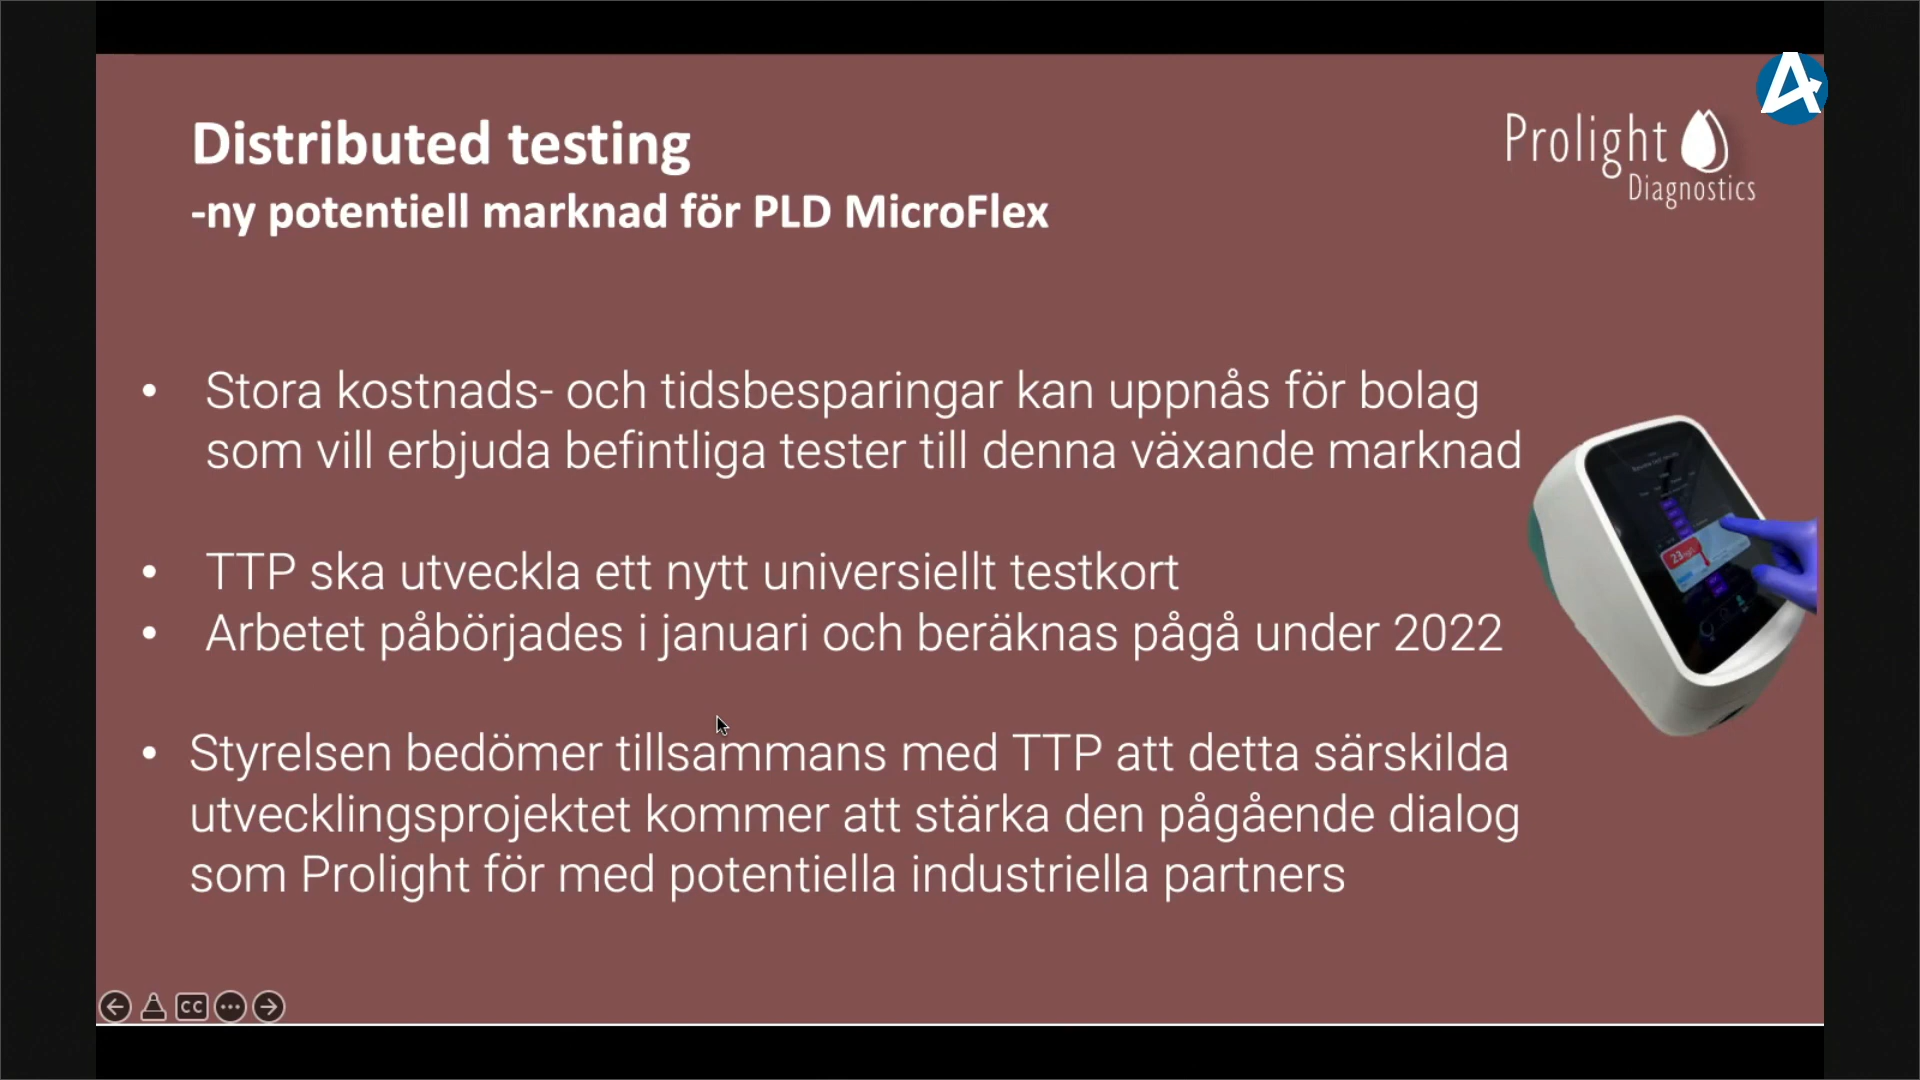 Distributed testing
-ny potentiell marknad för PLD MicroFlex
Prolight
Diagnostics
• Stora kostnads- och tidsbesparingar kan uppnås för bolag
som vill erbjuda befintliga tester till denna växande marknad
• TTP ska utveckla ett nytt universiellt testkort
• Arbetet påbörjades i januari och beräknas pågå under 2022
• Styrelsen bedömer tillsammans med TTP att detta särskilda
utvecklingsprojektet kommer att stärka den pågående dialog
som Prolight för med potentiella industriella partners
23
CC